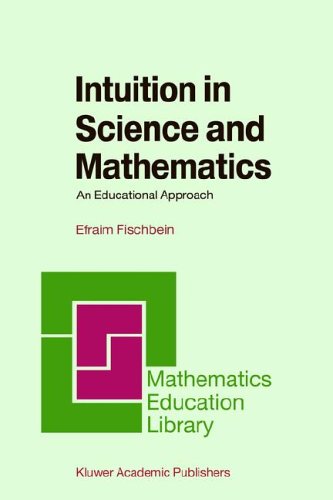 Intuition in
Science and
Mathematics
An Educational Approach
Efraim Fischbein
Mathematics
Education
Library
Kluwer Academic Publishers